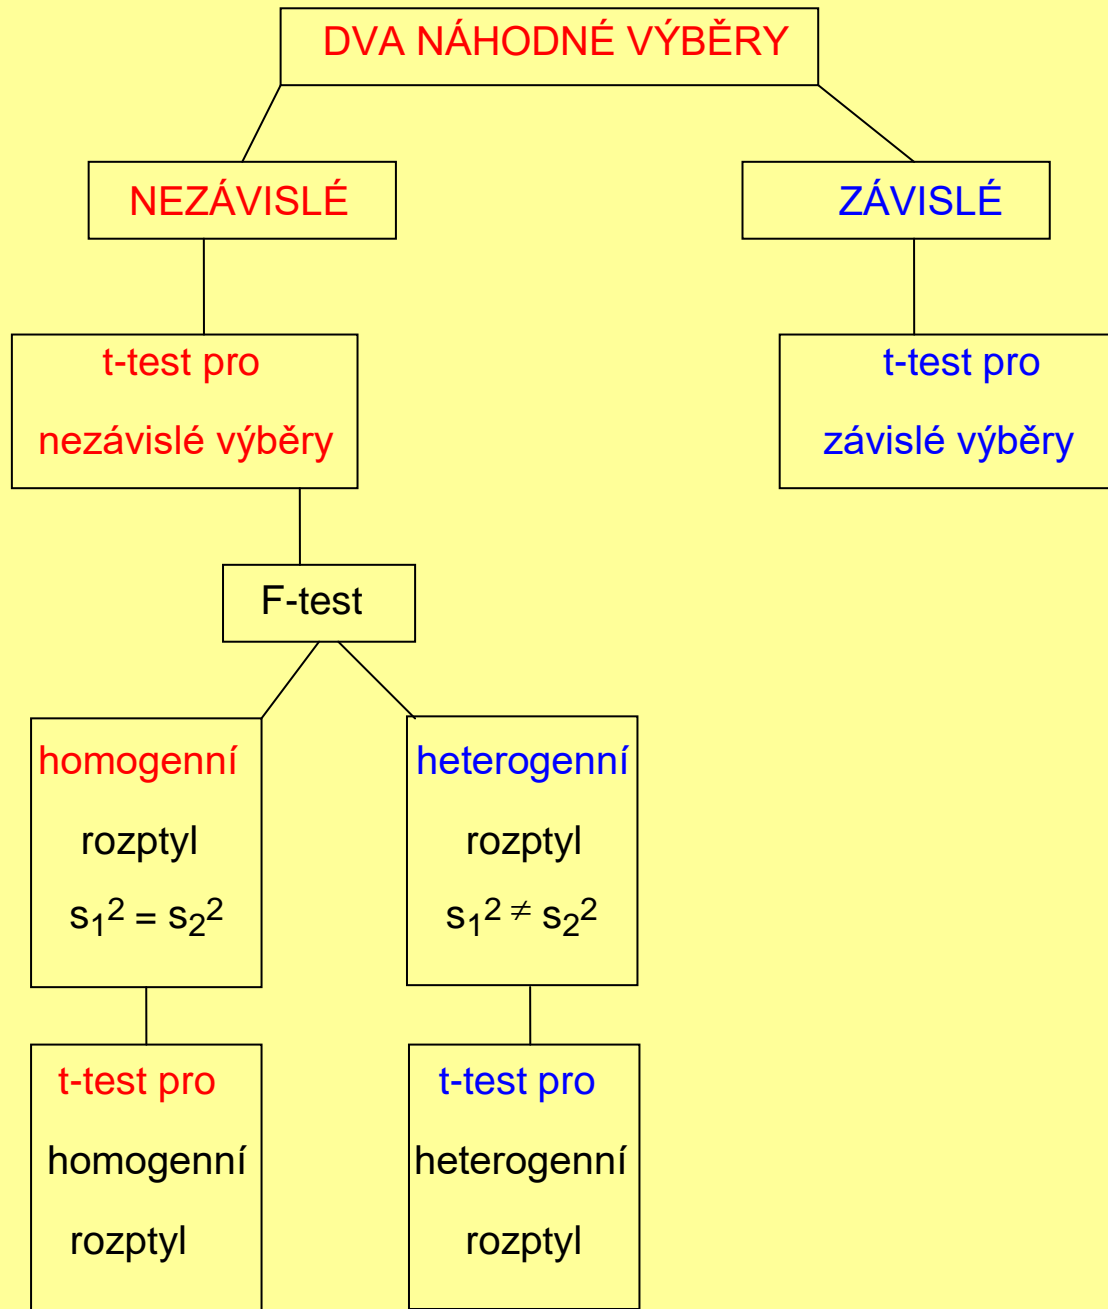 DVA NÁHODNÉ VÝBĚRY
NEZÁVISLÉ
ZÁVISLÉ
t-test pro
nezávislé výběry
t-test pro
závislé výběry
F-test
homogenní
rozptyl
s₁² = s₂²
heterogenní
rozptyl
s₁² ≠ s₂²
t-test pro
homogenní
rozptyl
t-test pro
heterogenní
rozptyl